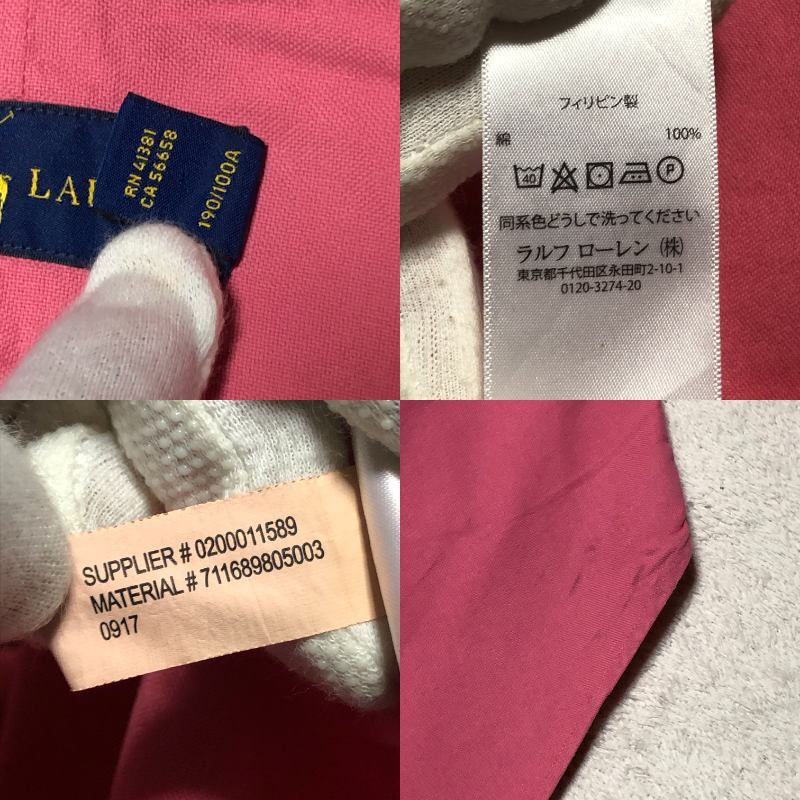 LAU
RN 41381
CA 56658
190/100A
フィリピン製
綿 100%
40
P
同系色どうしで洗ってください
ラルフ ローレン (株)
東京都千代田区永田町2-10-1
0120-3274-20
SUPPLIER # 0200011589
MATERIAL # 711689805003
0917